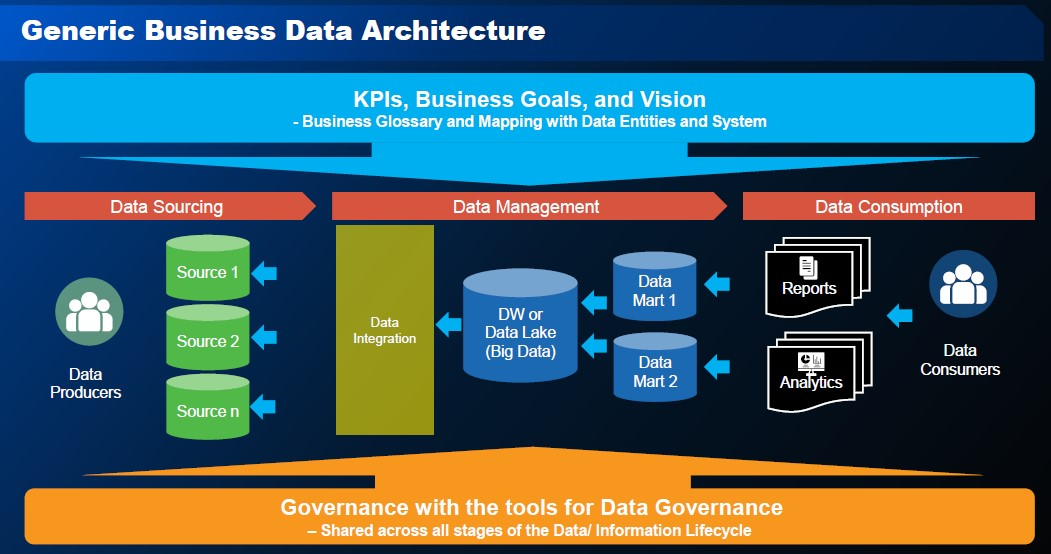 Generic Business Data Architecture
KPIs, Business Goals, and Vision
- Business Glossary and Mapping with Data Entities and System
Data Sourcing
Data Management
Data Consumption
Data
Producers
Source 1
Source 2
Source n
Data
Integration
DW or
Data Lake
(Big Data)
Data
Mart 1
Data
Mart 2
Reports
Analytics
Data
Consumers
Governance with the tools for Data Governance
– Shared across all stages of the Data/ Information Lifecycle